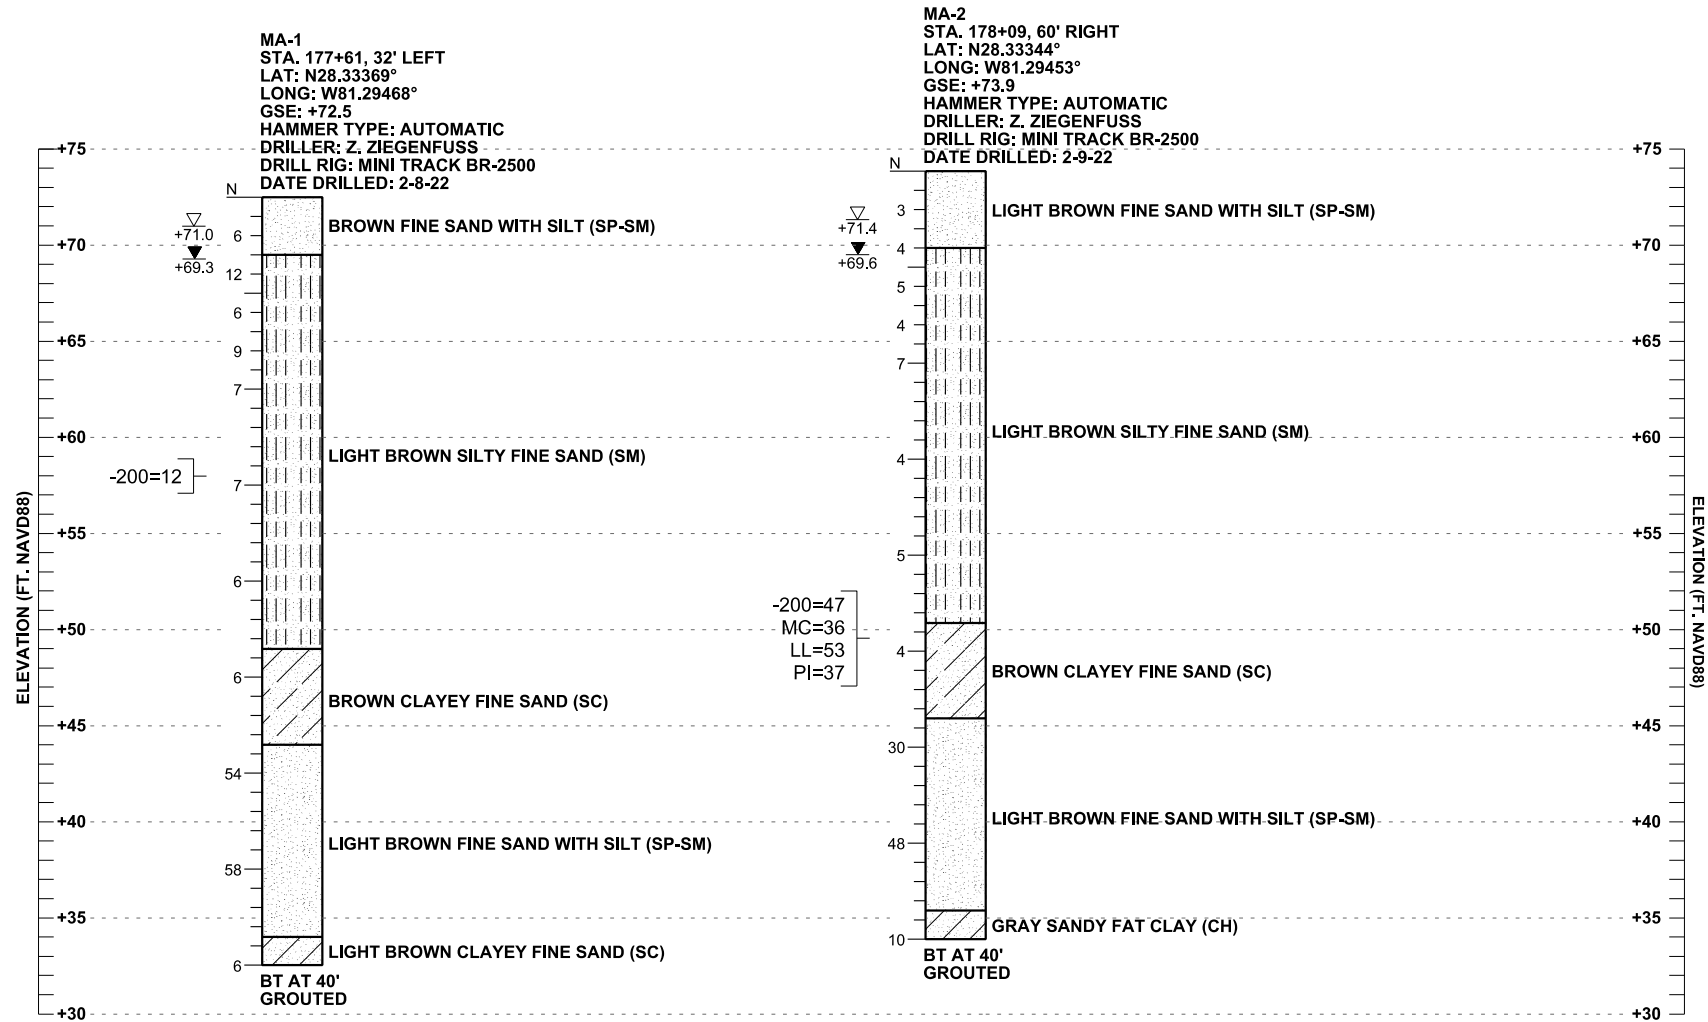 MA-1
STA. 177+61, 32' LEFT
LAT: N28.33369°
LONG: W81.29468°
GSE: +72.5
HAMMER TYPE: AUTOMATIC
DRILLER: Z. ZIEGENFUSS
DRILL RIG: MINI TRACK BR-2500
DATE DRILLED: 2-8-22
MA-2
STA. 178+09, 60' RIGHT
LAT: N28.33344°
LONG: W81.29453°
GSE: +73.9
HAMMER TYPE: AUTOMATIC
DRILLER: Z. ZIEGENFUSS
DRILL RIG: MINI TRACK BR-2500
DATE DRILLED: 2-9-22
ELEVATION (FT. NAVD88)
+75
+70
+65
+60
+55
+50
+45
+40
+35
+30
+71.0
+69.3
-200=12
N
6
12
6
9
7
7
6
6
54
58
6
BROWN FINE SAND WITH SILT (SP-SM)
LIGHT BROWN SILTY FINE SAND (SM)
BROWN CLAYEY FINE SAND (SC)
LIGHT BROWN FINE SAND WITH SILT (SP-SM)
LIGHT BROWN CLAYEY FINE SAND (SC)
BT AT 40'
GROUTED
+71.4
+69.6
-200=47
MC=36
LL=53
PI=37
N
3
4
5
4
7
4
5
4
30
48
10
LIGHT BROWN FINE SAND WITH SILT (SP-SM)
LIGHT BROWN SILTY FINE SAND (SM)
BROWN CLAYEY FINE SAND (SC)
LIGHT BROWN FINE SAND WITH SILT (SP-SM)
GRAY SANDY FAT CLAY (CH)
BT AT 40'
GROUTED
+75
+70
+65
+60
+55
+50
+45
+40
+35
+30
ELEVATION (FT. NAVD88)